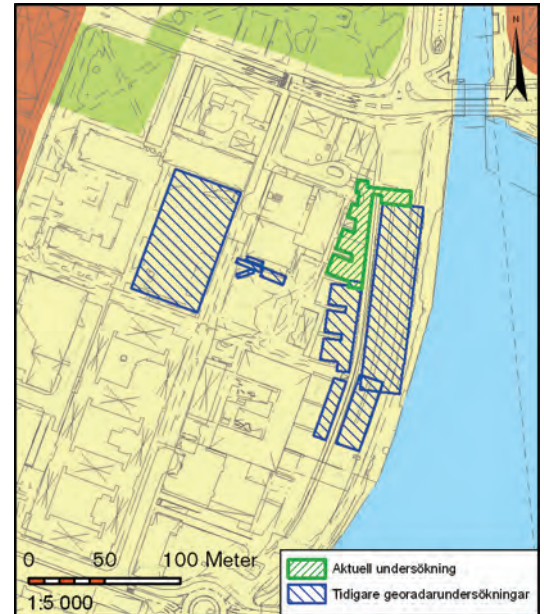 N
0 50 100 Meter
1:5 000
Aktuell undersökning
Tidigare georadarundersökningar